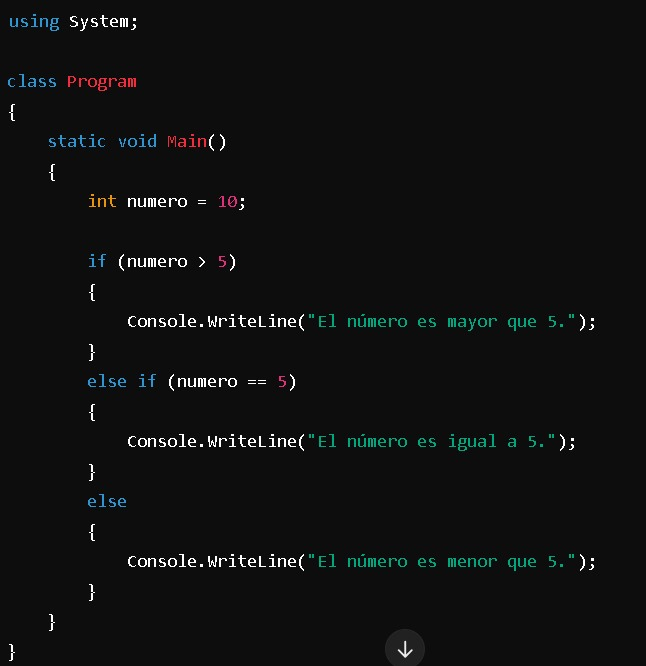 using System;
class Program
{
    static void Main()
    {
        int numero = 10;
        if (numero > 5)
        {
            Console.WriteLine("El número es mayor que 5.");
        }
        else if (numero == 5)
        {
            Console.WriteLine("El número es igual a 5.");
        }
        else
        {
            Console.WriteLine("El número es menor que 5.");
        }
    }
}